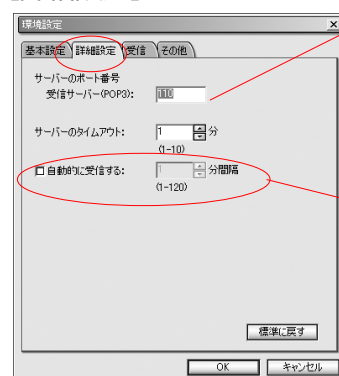 環境設定
基本設定 詳細設定 受信 その他
サーバーのポート番号
受信サーバー(POP3): 110
サーバーのタイムアウト: 1 分
(1-10)
自動的に受信する: 1 分間隔
(1-120)
標準に戻す
OK キャンセル